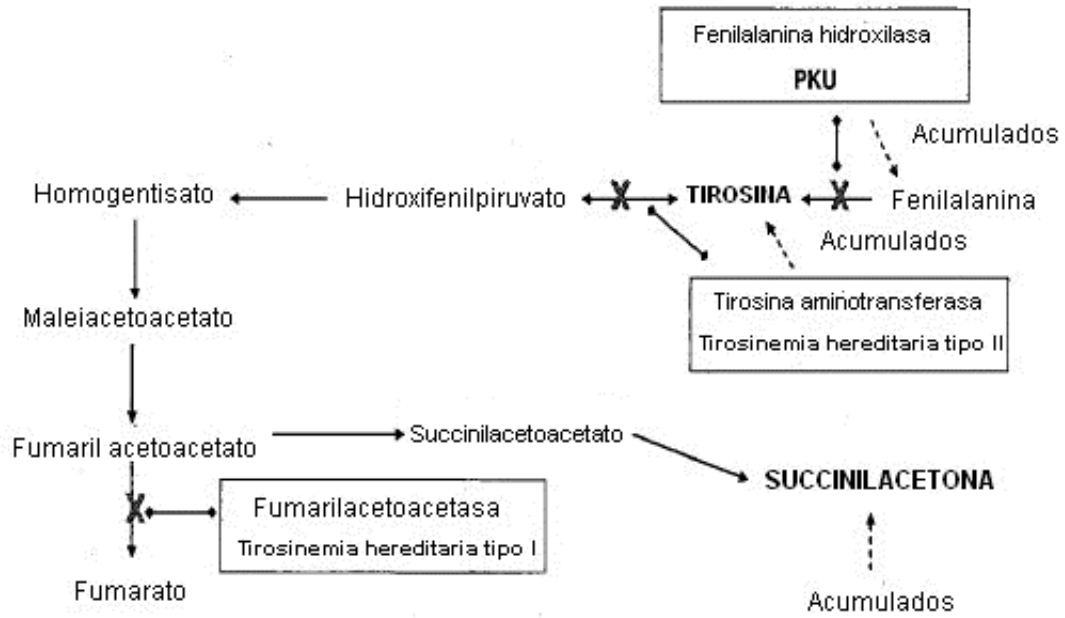 Fenilalanina hidroxilasa
PKU
Acumulados
Homogentisato
Hidroxifenilpiruvato
X
TIROSINA
X
Fenilalanina
Acumulados
Tirosina aminotransferasa
Tirosinemia hereditaria tipo II
Maleiacetoacetato
Fumaril acetoacetato
Succinilacetoacetato
SUCCINILACETONA
X
Fumarilacetoacetasa
Tirosinemia hereditaria tipo I
Fumarato
Acumulados